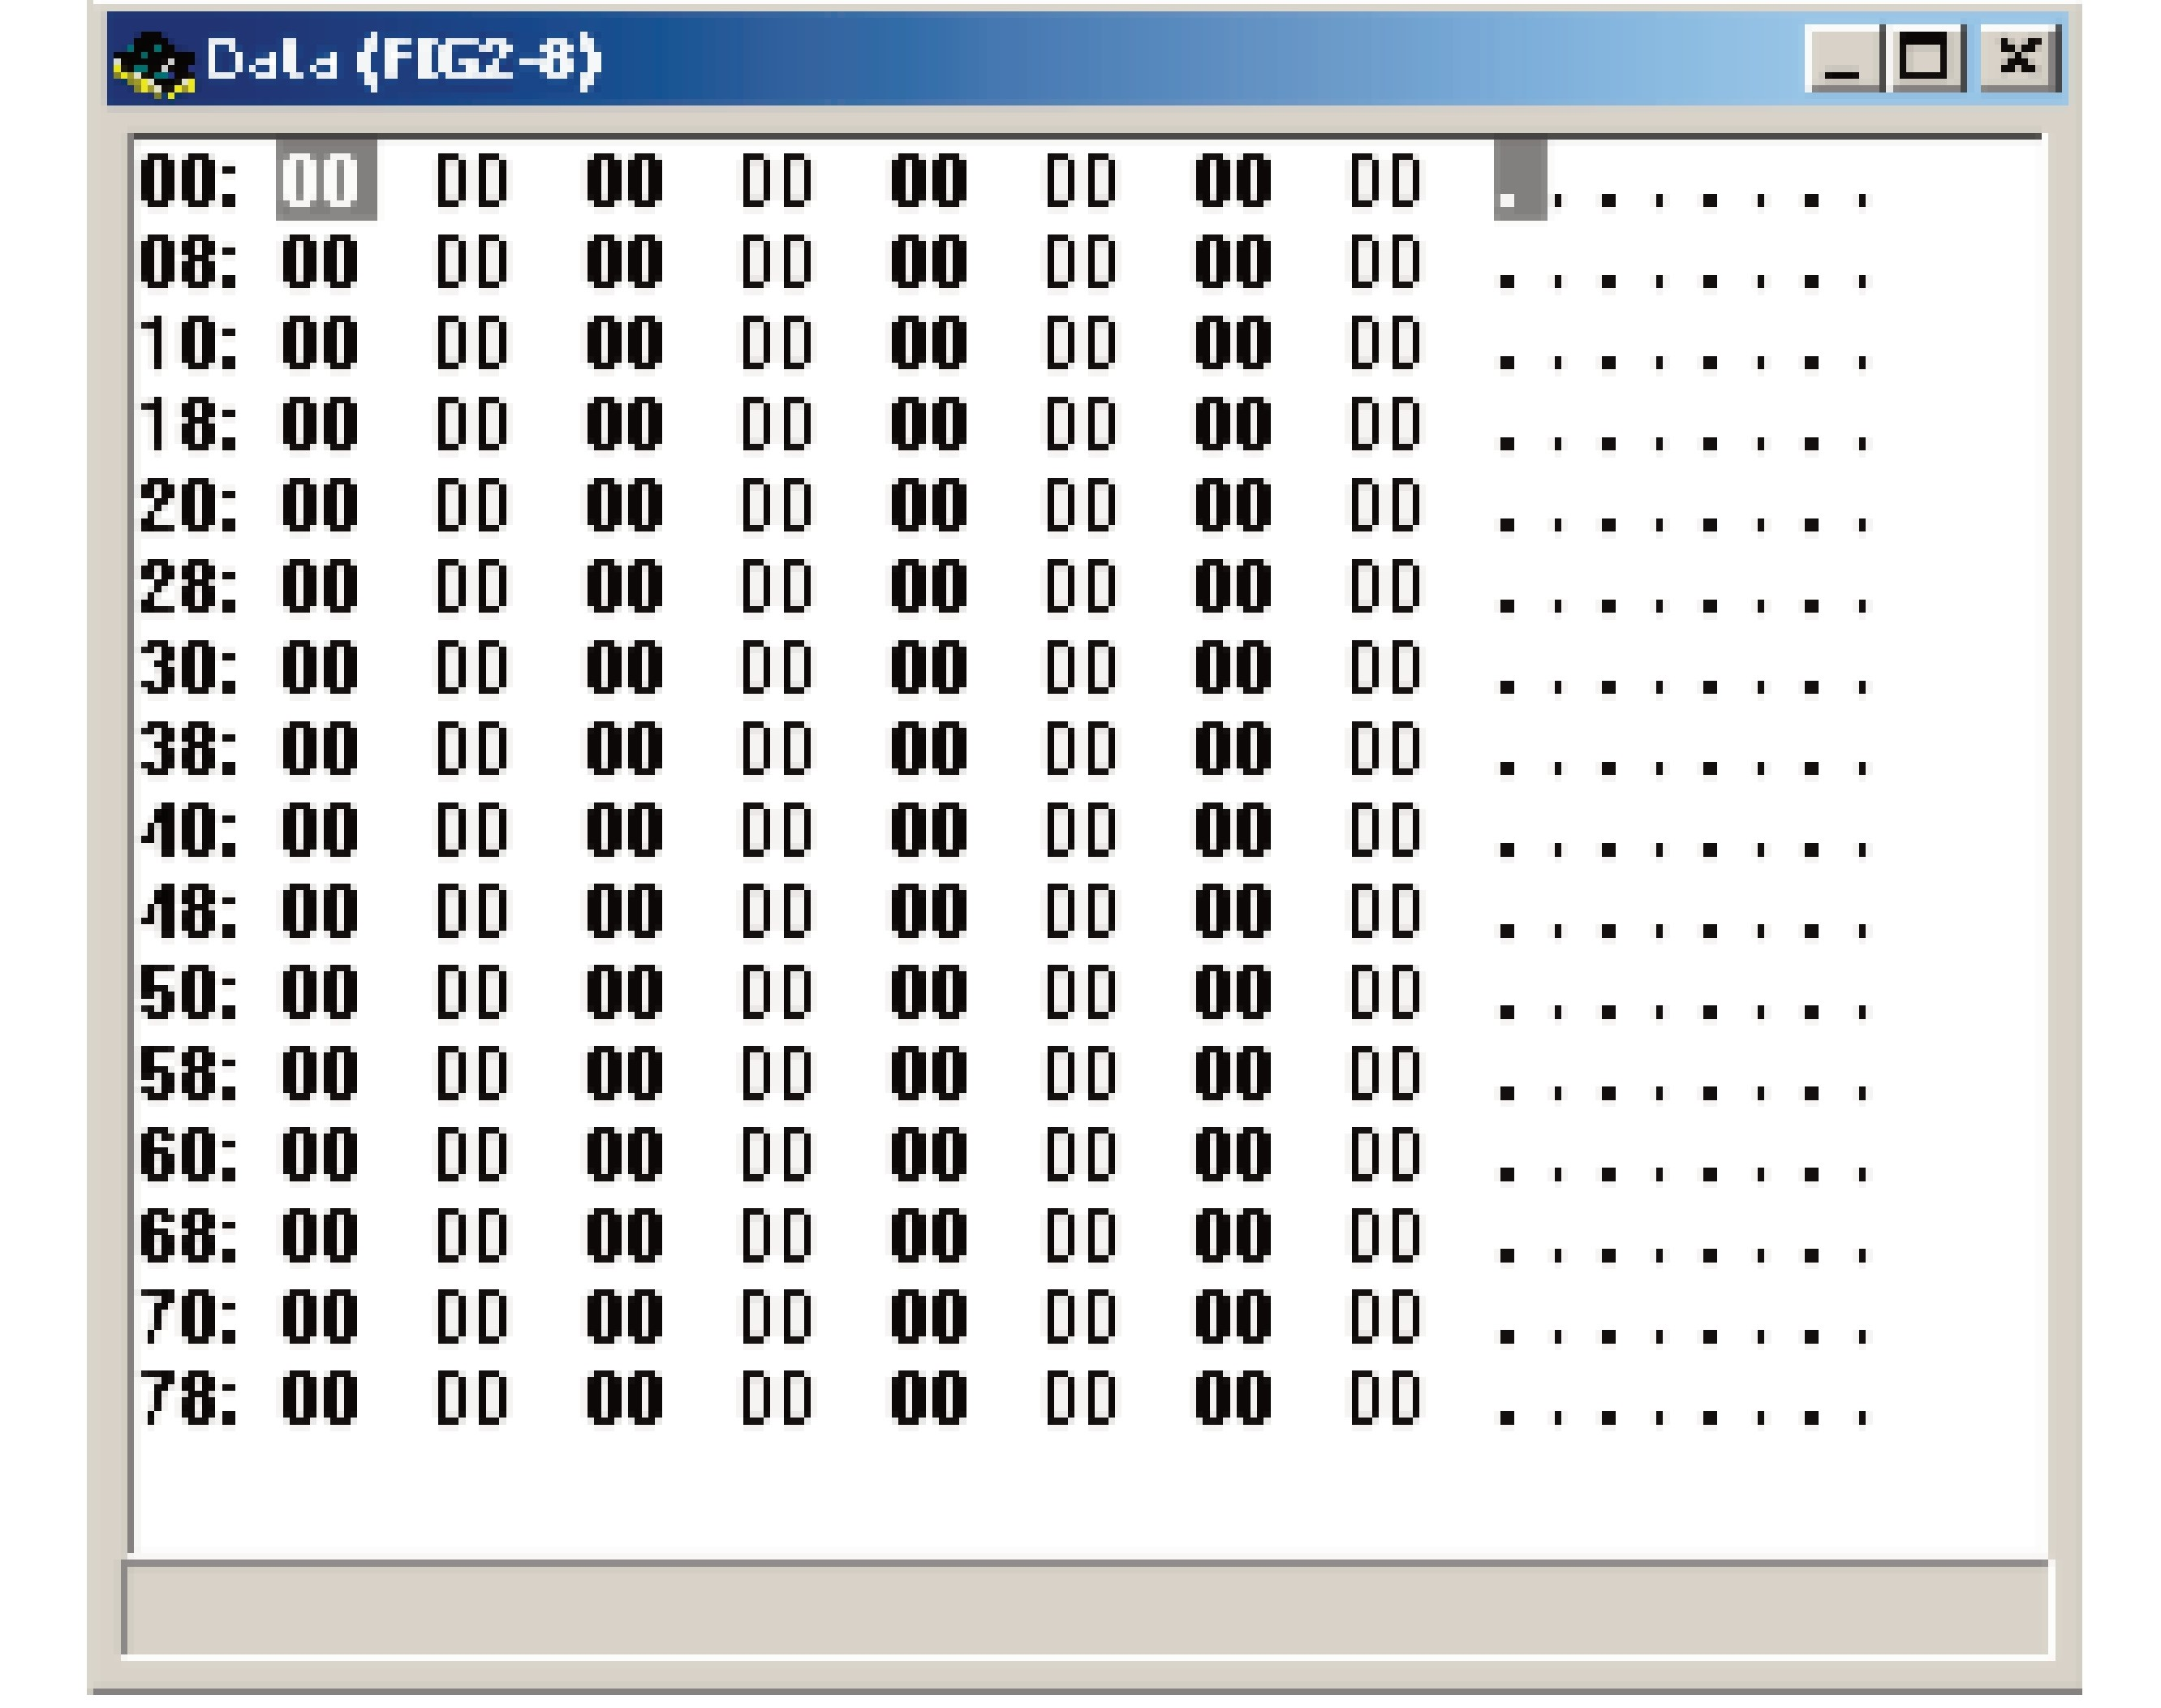 Data (FIG2-8)
00: 00 00 00 00 00 00 00 00 ........
08: 00 00 00 00 00 00 00 00 ........
10: 00 00 00 00 00 00 00 00 ........
18: 00 00 00 00 00 00 00 00 ........
20: 00 00 00 00 00 00 00 00 ........
28: 00 00 00 00 00 00 00 00 ........
30: 00 00 00 00 00 00 00 00 ........
38: 00 00 00 00 00 00 00 00 ........
40: 00 00 00 00 00 00 00 00 ........
48: 00 00 00 00 00 00 00 00 ........
50: 00 00 00 00 00 00 00 00 ........
58: 00 00 00 00 00 00 00 00 ........
60: 00 00 00 00 00 00 00 00 ........
68: 00 00 00 00 00 00 00 00 ........
70: 00 00 00 00 00 00 00 00 ........
78: 00 00 00 00 00 00 00 00 ........